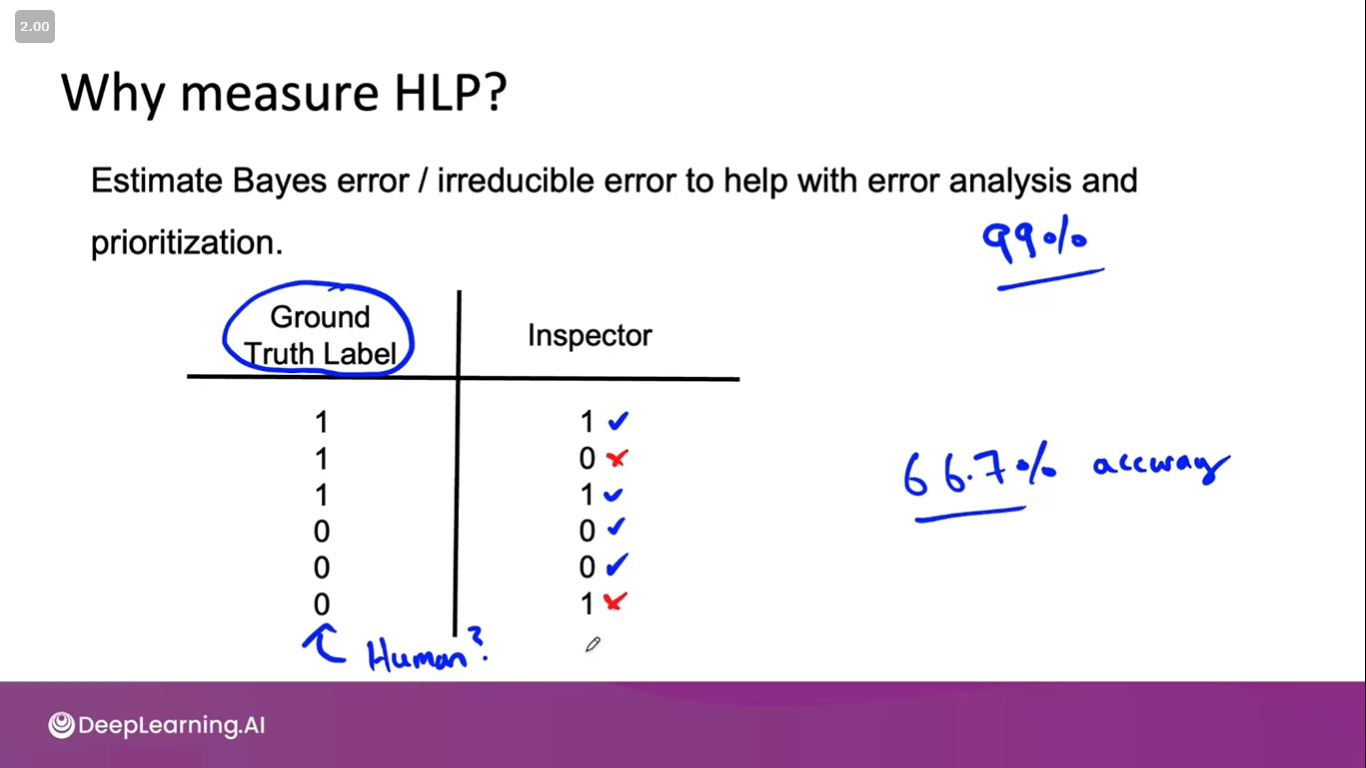 2.00
Why measure HLP?
Estimate Bayes error / irreducible error to help with error analysis and
prioritization.
99%
Ground
Truth Label
Inspector
1 1 ✓
1 0 ×
1 1 ✓
0 0 ✓
0 0 ✓
0 1 ×
66.7% accuracy
Human?
DeepLearning.AI